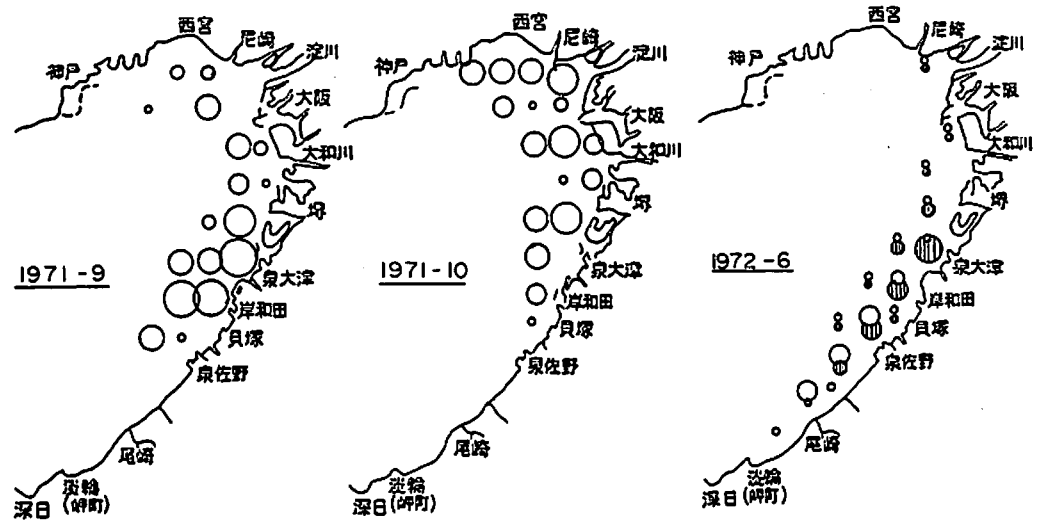 西宮
尼崎
淀川
神戸
大阪
大和川
堺
1971-9
泉大津
岸和田
貝塚
泉佐野
尾崎
淡輪
深日(岬町)
西宮
尼崎
淀川
神戸
大阪
大和川
堺
1971-10
泉大津
岸和田
貝塚
泉佐野
尾崎
淡輪
深日(岬町)
西宮
尼崎
淀川
神戸
大阪
大和川
堺
1972-6
泉大津
岸和田
貝塚
泉佐野
尾崎
淡輪
深日(岬町)